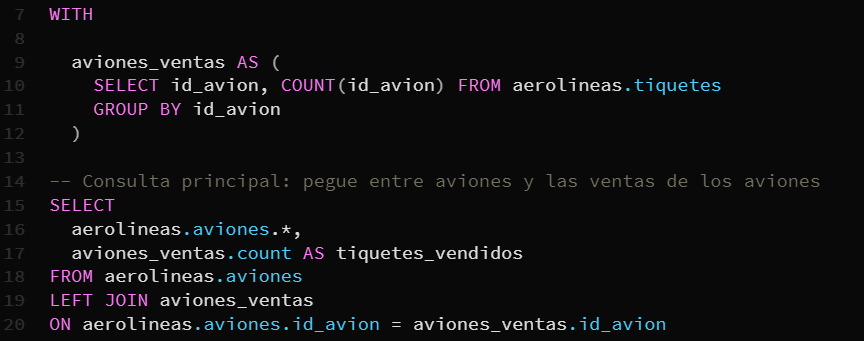 7 WITH
8
9 aviones_ventas AS (
10 SELECT id_avion, COUNT(id_avion) FROM aerolineas.tiquetes
11 GROUP BY id_avion
12 )
13
14 -- Consulta principal: pegue entre aviones y las ventas de los aviones
15 SELECT
16 aerolineas.aviones.*,
17 aviones_ventas.count AS tiquetes_vendidos
18 FROM aerolineas.aviones
19 LEFT JOIN aviones_ventas
20 ON aerolineas.aviones.id_avion = aviones_ventas.id_avion